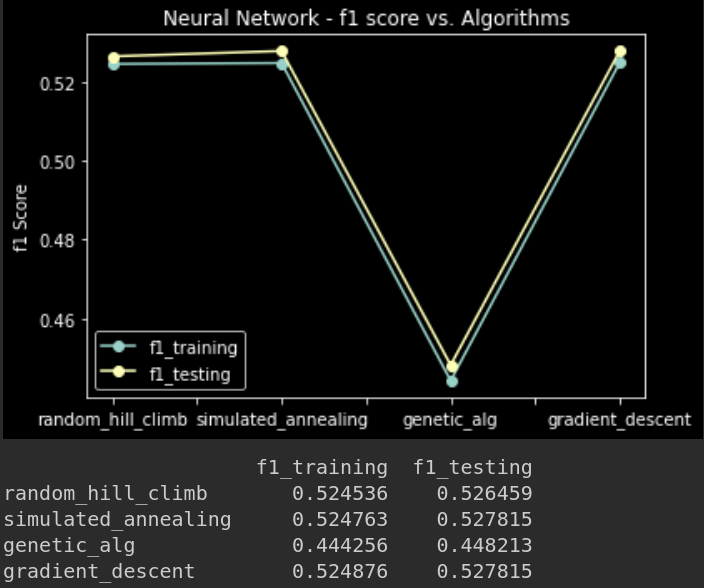 Neural Network - f1 score vs. Algorithms
0.52
0.50
0.48
0.46
f1 Score
f1_training
f1_testing
random_hill_climb simulated_annealing genetic_alg gradient_descent
f1_training f1_testing
random_hill_climb 0.524536 0.526459
simulated_annealing 0.524763 0.527815
genetic_alg 0.444256 0.448213
gradient_descent 0.524876 0.527815